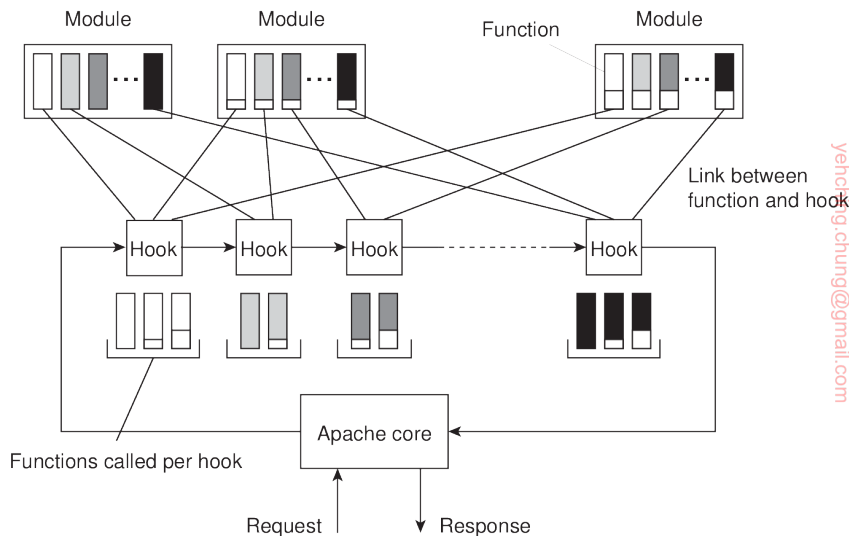 Module
Module
Function
Module
Link between
function and hook
Hook
Hook
Hook
Hook
Apache core
Functions called per hook
Request
Response
yehching.chung@gmail.com